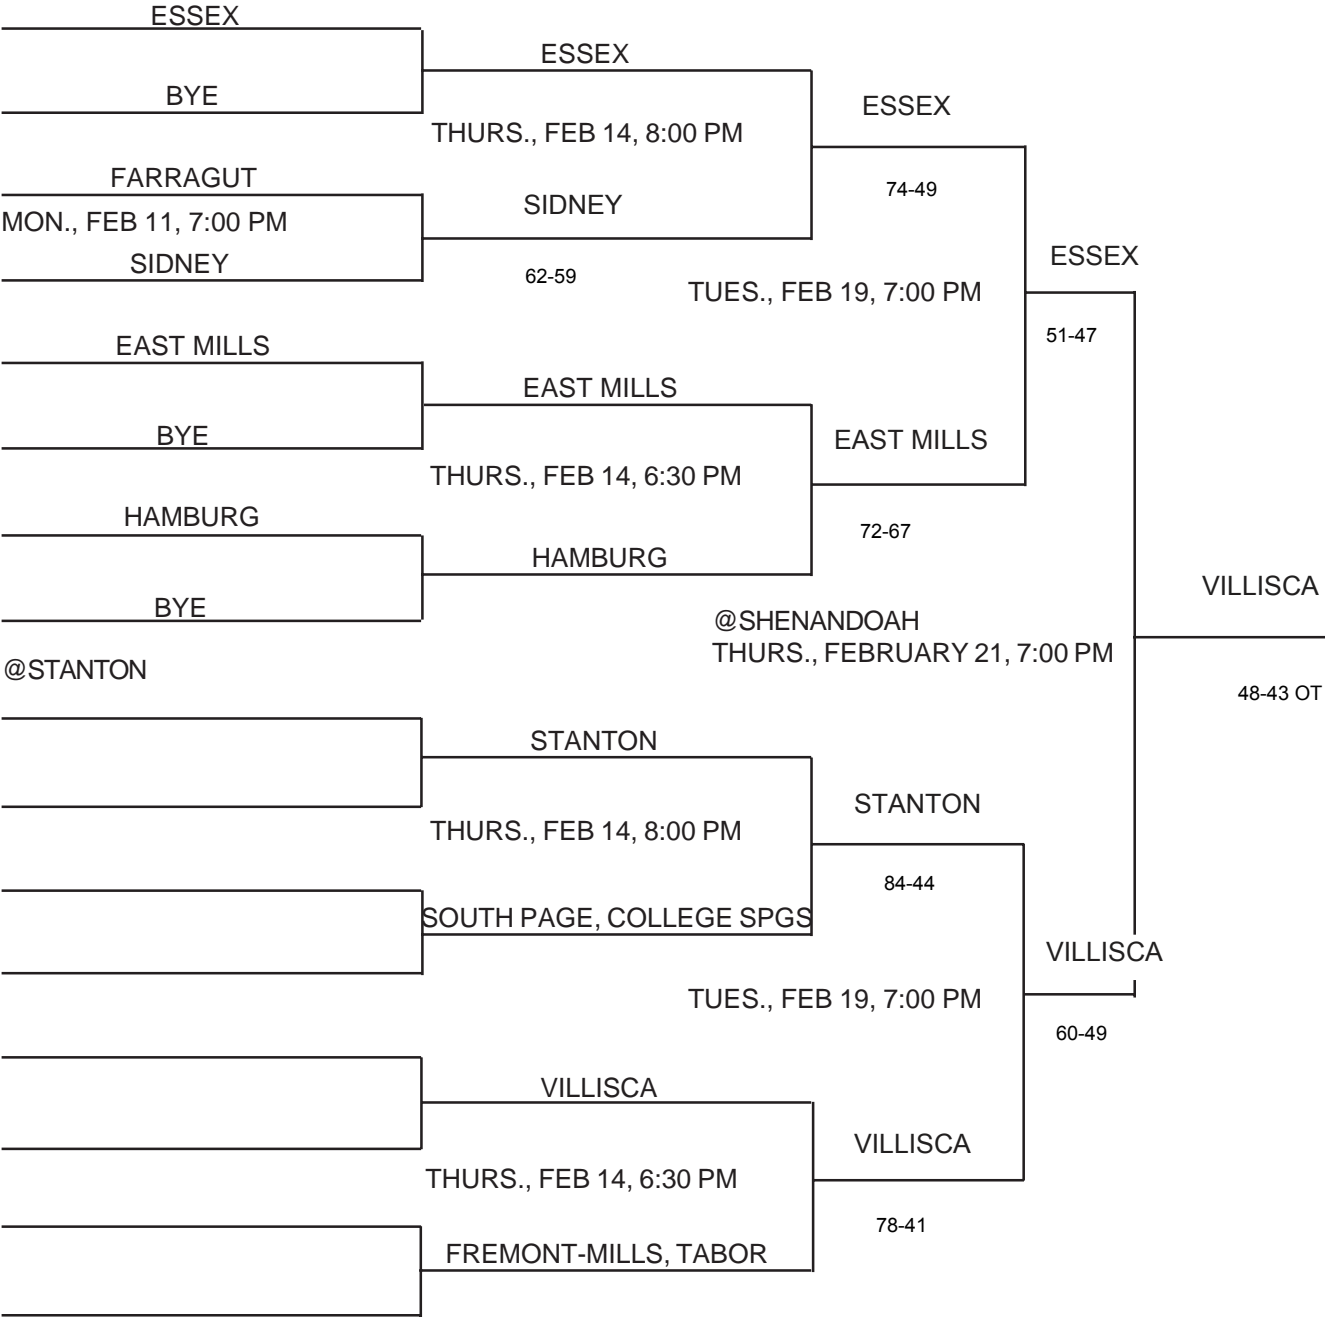 ESSEX
ESSEX
BYE
ESSEX
THURS., FEB 14, 8:00 PM
FARRAGUT
74-49
SIDNEY
MON., FEB 11, 7:00 PM
SIDNEY
ESSEX
62-59
TUES., FEB 19, 7:00 PM
51-47
EAST MILLS
EAST MILLS
BYE
EAST MILLS
THURS., FEB 14, 6:30 PM
HAMBURG
72-67
HAMBURG
VILLISCA
BYE
@SHENANDOAH
THURS., FEBRUARY 21, 7:00 PM
@STANTON
48-43 OT
STANTON
STANTON
THURS., FEB 14, 8:00 PM
84-44
SOUTH PAGE, COLLEGE SPGS
VILLISCA
TUES., FEB 19, 7:00 PM
60-49
VILLISCA
VILLISCA
THURS., FEB 14, 6:30 PM
78-41
FREMONT-MILLS, TABOR